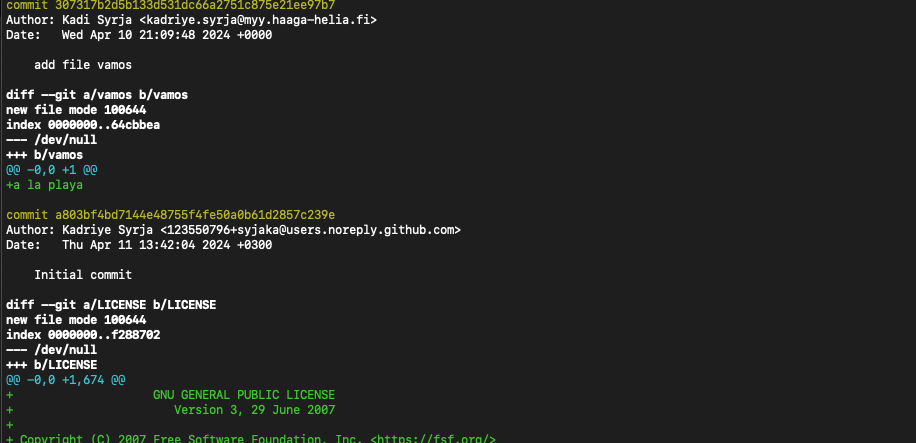 commit 307317b2d5b133d531dc66a2751c875e21ee97b7
Author: Kadi Syrja <kadriye.syrja@myy.haaga-helia.fi>
Date:   Wed Apr 10 21:09:48 2024 +0000
    add file vamos
diff --git a/vamos b/vamos
new file mode 100644
index 0000000..64cbbea
--- /dev/null
+++ b/vamos
@@ -0,0 +1 @@
+a la playa
commit a803bf4bd7144e48755f4fe50a0b61d2857c239e
Author: Kadriye Syrja <123550796+syjaka@users.noreply.github.com>
Date:   Thu Apr 11 13:42:04 2024 +0300
    Initial commit
diff --git a/LICENSE b/LICENSE
new file mode 100644
index 0000000..f288702
--- /dev/null
+++ b/LICENSE
@@ -0,0 +1,674 @@
+                    GNU GENERAL PUBLIC LICENSE
+                       Version 3, 29 June 2007
+
+ Copyright (C) 2007 Free Software Foundation, Inc. <https://fsf.org/>